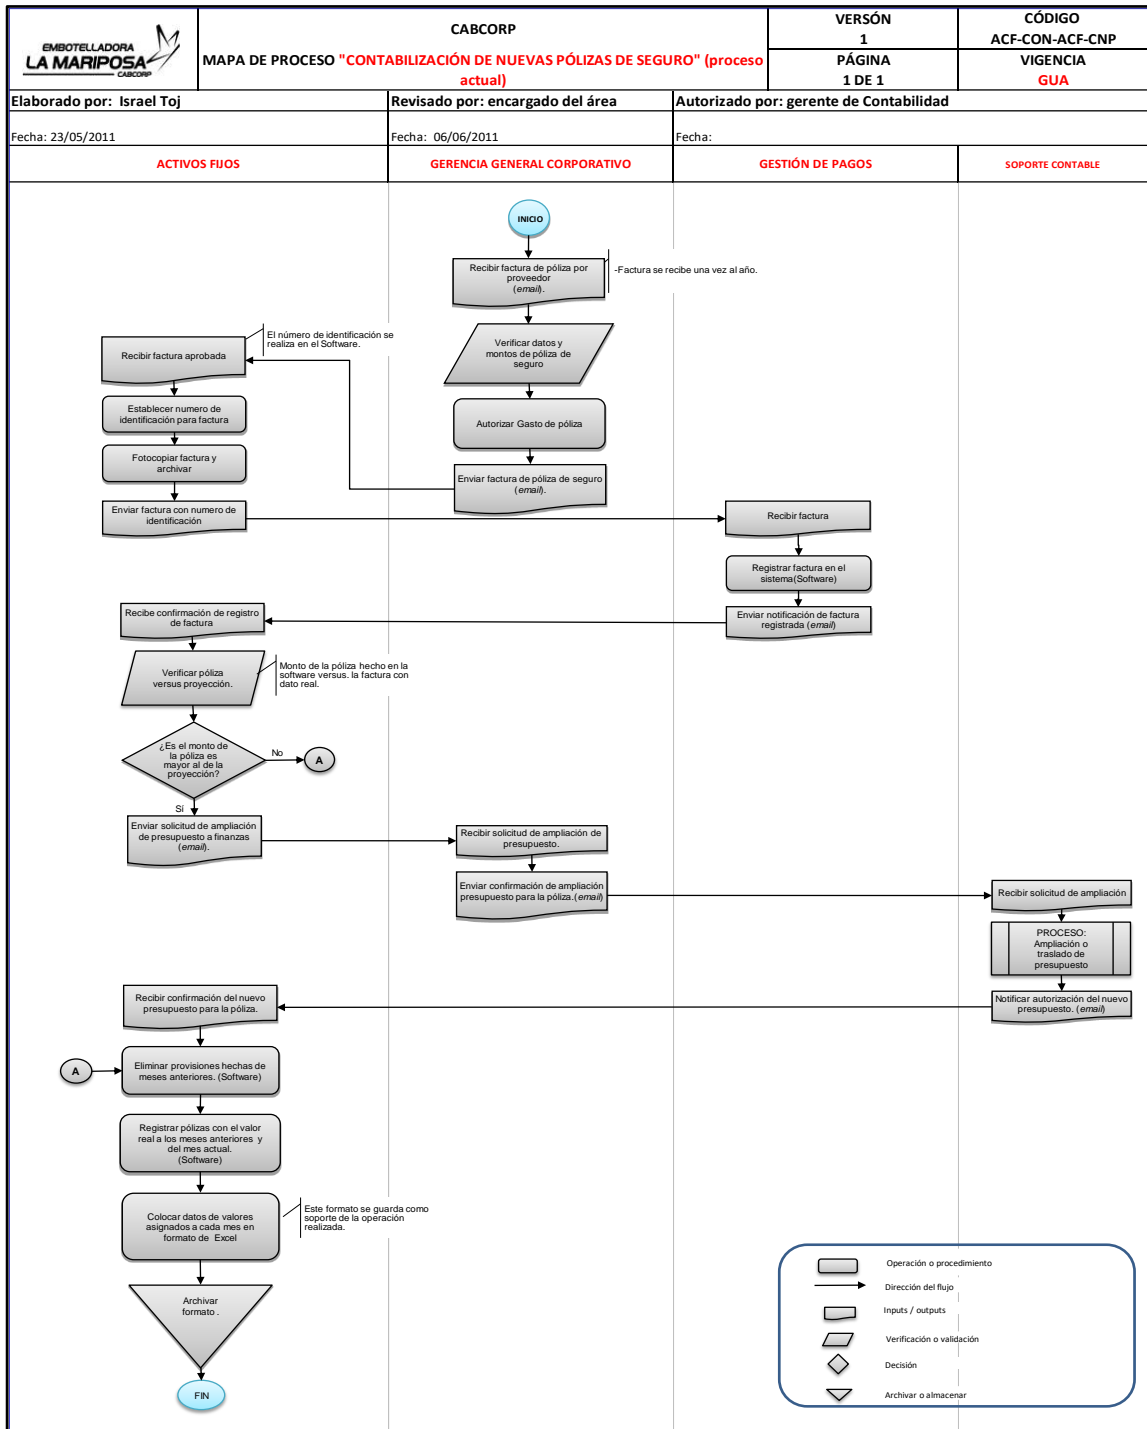 EMBOTELLADORA
LA MARIPOSA
CABCORP
CABCORP
MAPA DE PROCESO "CONTABILIZACIÓN DE NUEVAS PÓLIZAS DE SEGURO" (proceso
actual)
VERSÓN
1
CÓDIGO
ACF-CON-ACF-CNP
PÁGINA
1 DE 1
VIGENCIA
GUA
Elaborado por: Israel Toj
Revisado por: encargado del área
Autorizado por: gerente de Contabilidad
Fecha: 23/05/2011
Fecha: 06/06/2011
Fecha:
ACTIVOS FIJOS
GERENCIA GENERAL CORPORATIVO
GESTIÓN DE PAGOS
SOPORTE CONTABLE
INICIO
Recibir factura de póliza por
proveedor
(email).
-Factura se recibe una vez al año.
Verificar datos y
montos de póliza de
seguro
Autorizar Gasto de póliza
Enviar factura de póliza de seguro
(email).
El número de identificación se
realiza en el Software.
Recibir factura aprobada
Establecer numero de
identificación para factura
Fotocopiar factura y
archivar
Enviar factura con numero de
identificación
Recibir factura
Registrar factura en el
sistema(Software)
Enviar notificación de factura
registrada (email)
Recibe confirmación de registro
de factura
Verificar póliza
versus proyección.
Monto de la póliza hecho en la
software versus. la factura con
dato real.
¿Es el monto de
la póliza es
mayor al de la
proyección?
No
A
Sí
Enviar solicitud de ampliación
de presupuesto a finanzas
(email).
Recibir solicitud de ampliación de
presupuesto.
Enviar confirmación de ampliación
presupuesto para la póliza.(email)
Recibir solicitud de ampliación
PROCESO:
Ampliación o
traslado de
presupuesto
Notificar autorización del nuevo
presupuesto. (email)
Recibir confirmación del nuevo
presupuesto para la póliza.
A
Eliminar provisiones hechas de
meses anteriores. (Software)
Registrar pólizas con el valor
real a los meses anteriores y
del mes actual.
(Software)
Colocar datos de valores
asignados a cada mes en
formato de Excel
Este formato se guarda como
soporte de la operación
realizada.
Archivar
formato .
FIN
Operación o procedimiento
Dirección del flujo
Inputs / outputs
Verificación o validación
Decisión
Archivar o almacenar